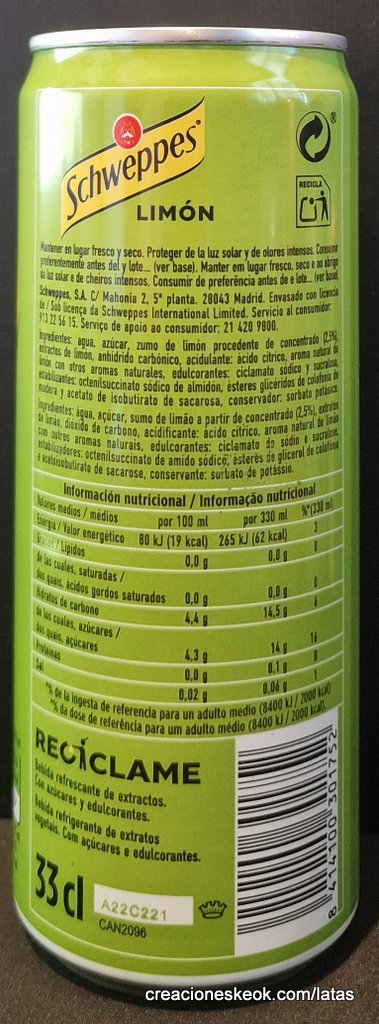 Schweppes®
LIMÓN
®
RECICLA
Mantener en lugar fresco y seco. Proteger de la luz solar y de olores intensos. Consumir
preferentemente antes del y lote... (ver base). Manter em lugar fresco, seco e ao abrigo
da luz solar e de cheiros intensos. Consumir de preferência antes de e lote... (ver base).
Schweppes, S.A. C/ Mahonia 2, 5ª planta. 28043 Madrid. Envasado con licencia
de / Sob licença da Schweppes International Limited. Servicio al consumidor:
913 22 56 15. Serviço de apoio ao consumidor: 21 420 9800.
Ingredientes: agua, azúcar, zumo de limón procedente de concentrado (2,5%),
extractos de limón, anhídrido carbónico, acidulante: ácido cítrico, aroma natural de
limón con otros aromas naturales, edulcorantes: ciclamato sódico y sucralosa,
estabilizantes: octenilsuccinato sódico de almidón, ésteres glicéridos de colofonia de
madera y acetato de isobutirato de sacarosa, conservador: sorbato potásico.
Ingredientes: água, açúcar, sumo de limão a partir de concentrado (2,5%), extratos
de limão, dióxido de carbono, acidificante: ácido cítrico, aroma natural de limão
com outros aromas naturais, edulcorantes: ciclamato de sódio e sucralose,
estabilizadores: octenilsuccinato de amido sódico, ésteres de glicerol de colofónia
e acetoisobutirato de sacarose, conservante: sorbato de potássio.
Información nutricional / Informação nutricional
Valores medios / médios por 100 ml por 330 ml %*(330 ml)
Energía / Valor energético 80 kJ (19 kcal) 265 kJ (62 kcal) 3
Grasas / Lípidos 0,0 g 0,0 g 0
de las cuales, saturadas /
dos quais, ácidos gordos saturados 0,0 g 0,0 g 0
Hidratos de carbono 4,4 g 14,5 g 6
de los cuales, azúcares /
dos quais, açúcares 4,3 g 14 g 16
Proteínas 0,0 g 0,1 g 0
Sal 0,02 g 0,06 g 1
*% de la ingesta de referencia para un adulto medio (8400 kJ / 2000 kcal)
*% da dose de referência para um adulto médio (8400 kJ / 2000 kcal).
RECICLAME
Bebida refrescante de extractos.
Con azúcares y edulcorantes.
Bebida refrigerante de extratos
vegetais. Com açúcares e edulcorantes.
33 cl
A22C221
CAN2096
8 414100 301752
creacioneskeok.com/latas